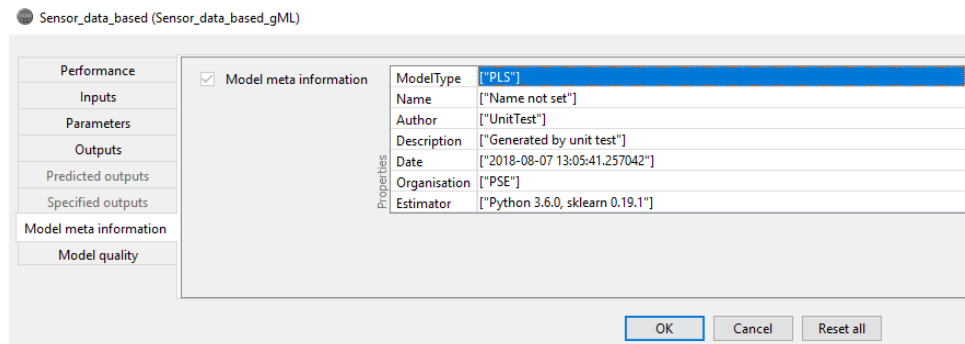 Sensor_data_based (Sensor_data_based_gML)
Performance
Inputs
Parameters
Outputs
Predicted outputs
Specified outputs
Model meta information
Model quality
Model meta information
Properties
ModelType ["PLS"]
Name ["Name not set"]
Author ["UnitTest"]
Description ["Generated by unit test"]
Date ["2018-08-07 13:05:41.257042"]
Organisation ["PSE"]
Estimator ["Python 3.6.0, sklearn 0.19.1"]
OK Cancel Reset all